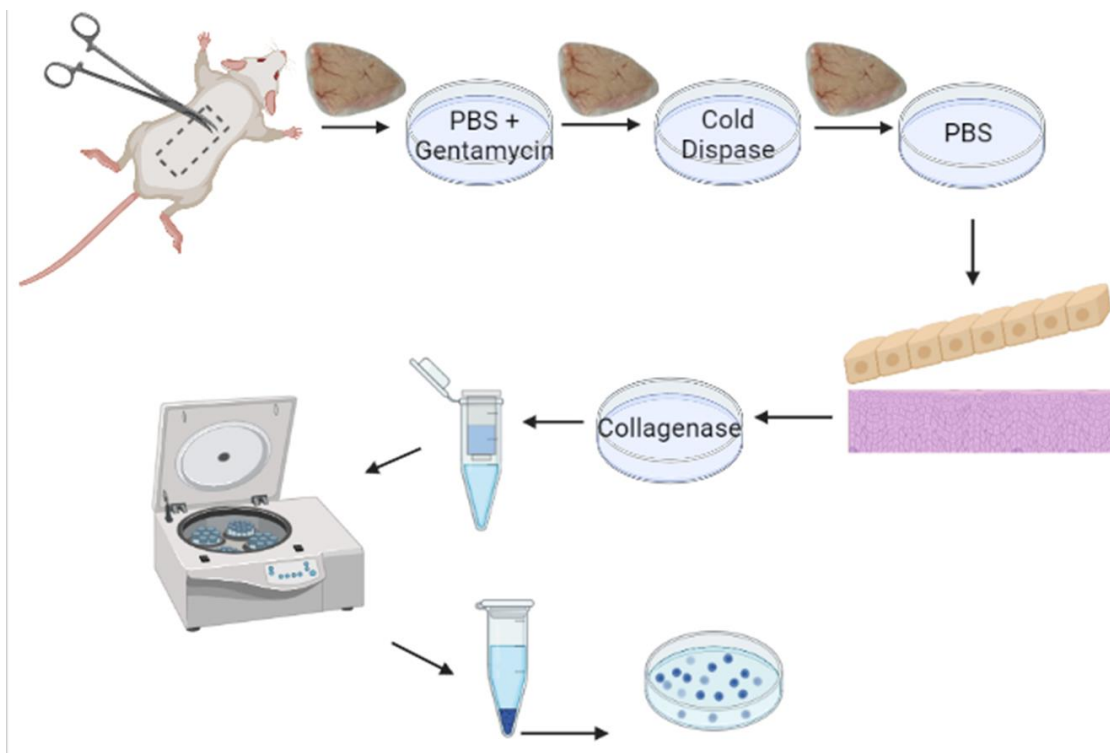 PBS +
Gentamycin
Cold
Dispase
PBS
Collagenase